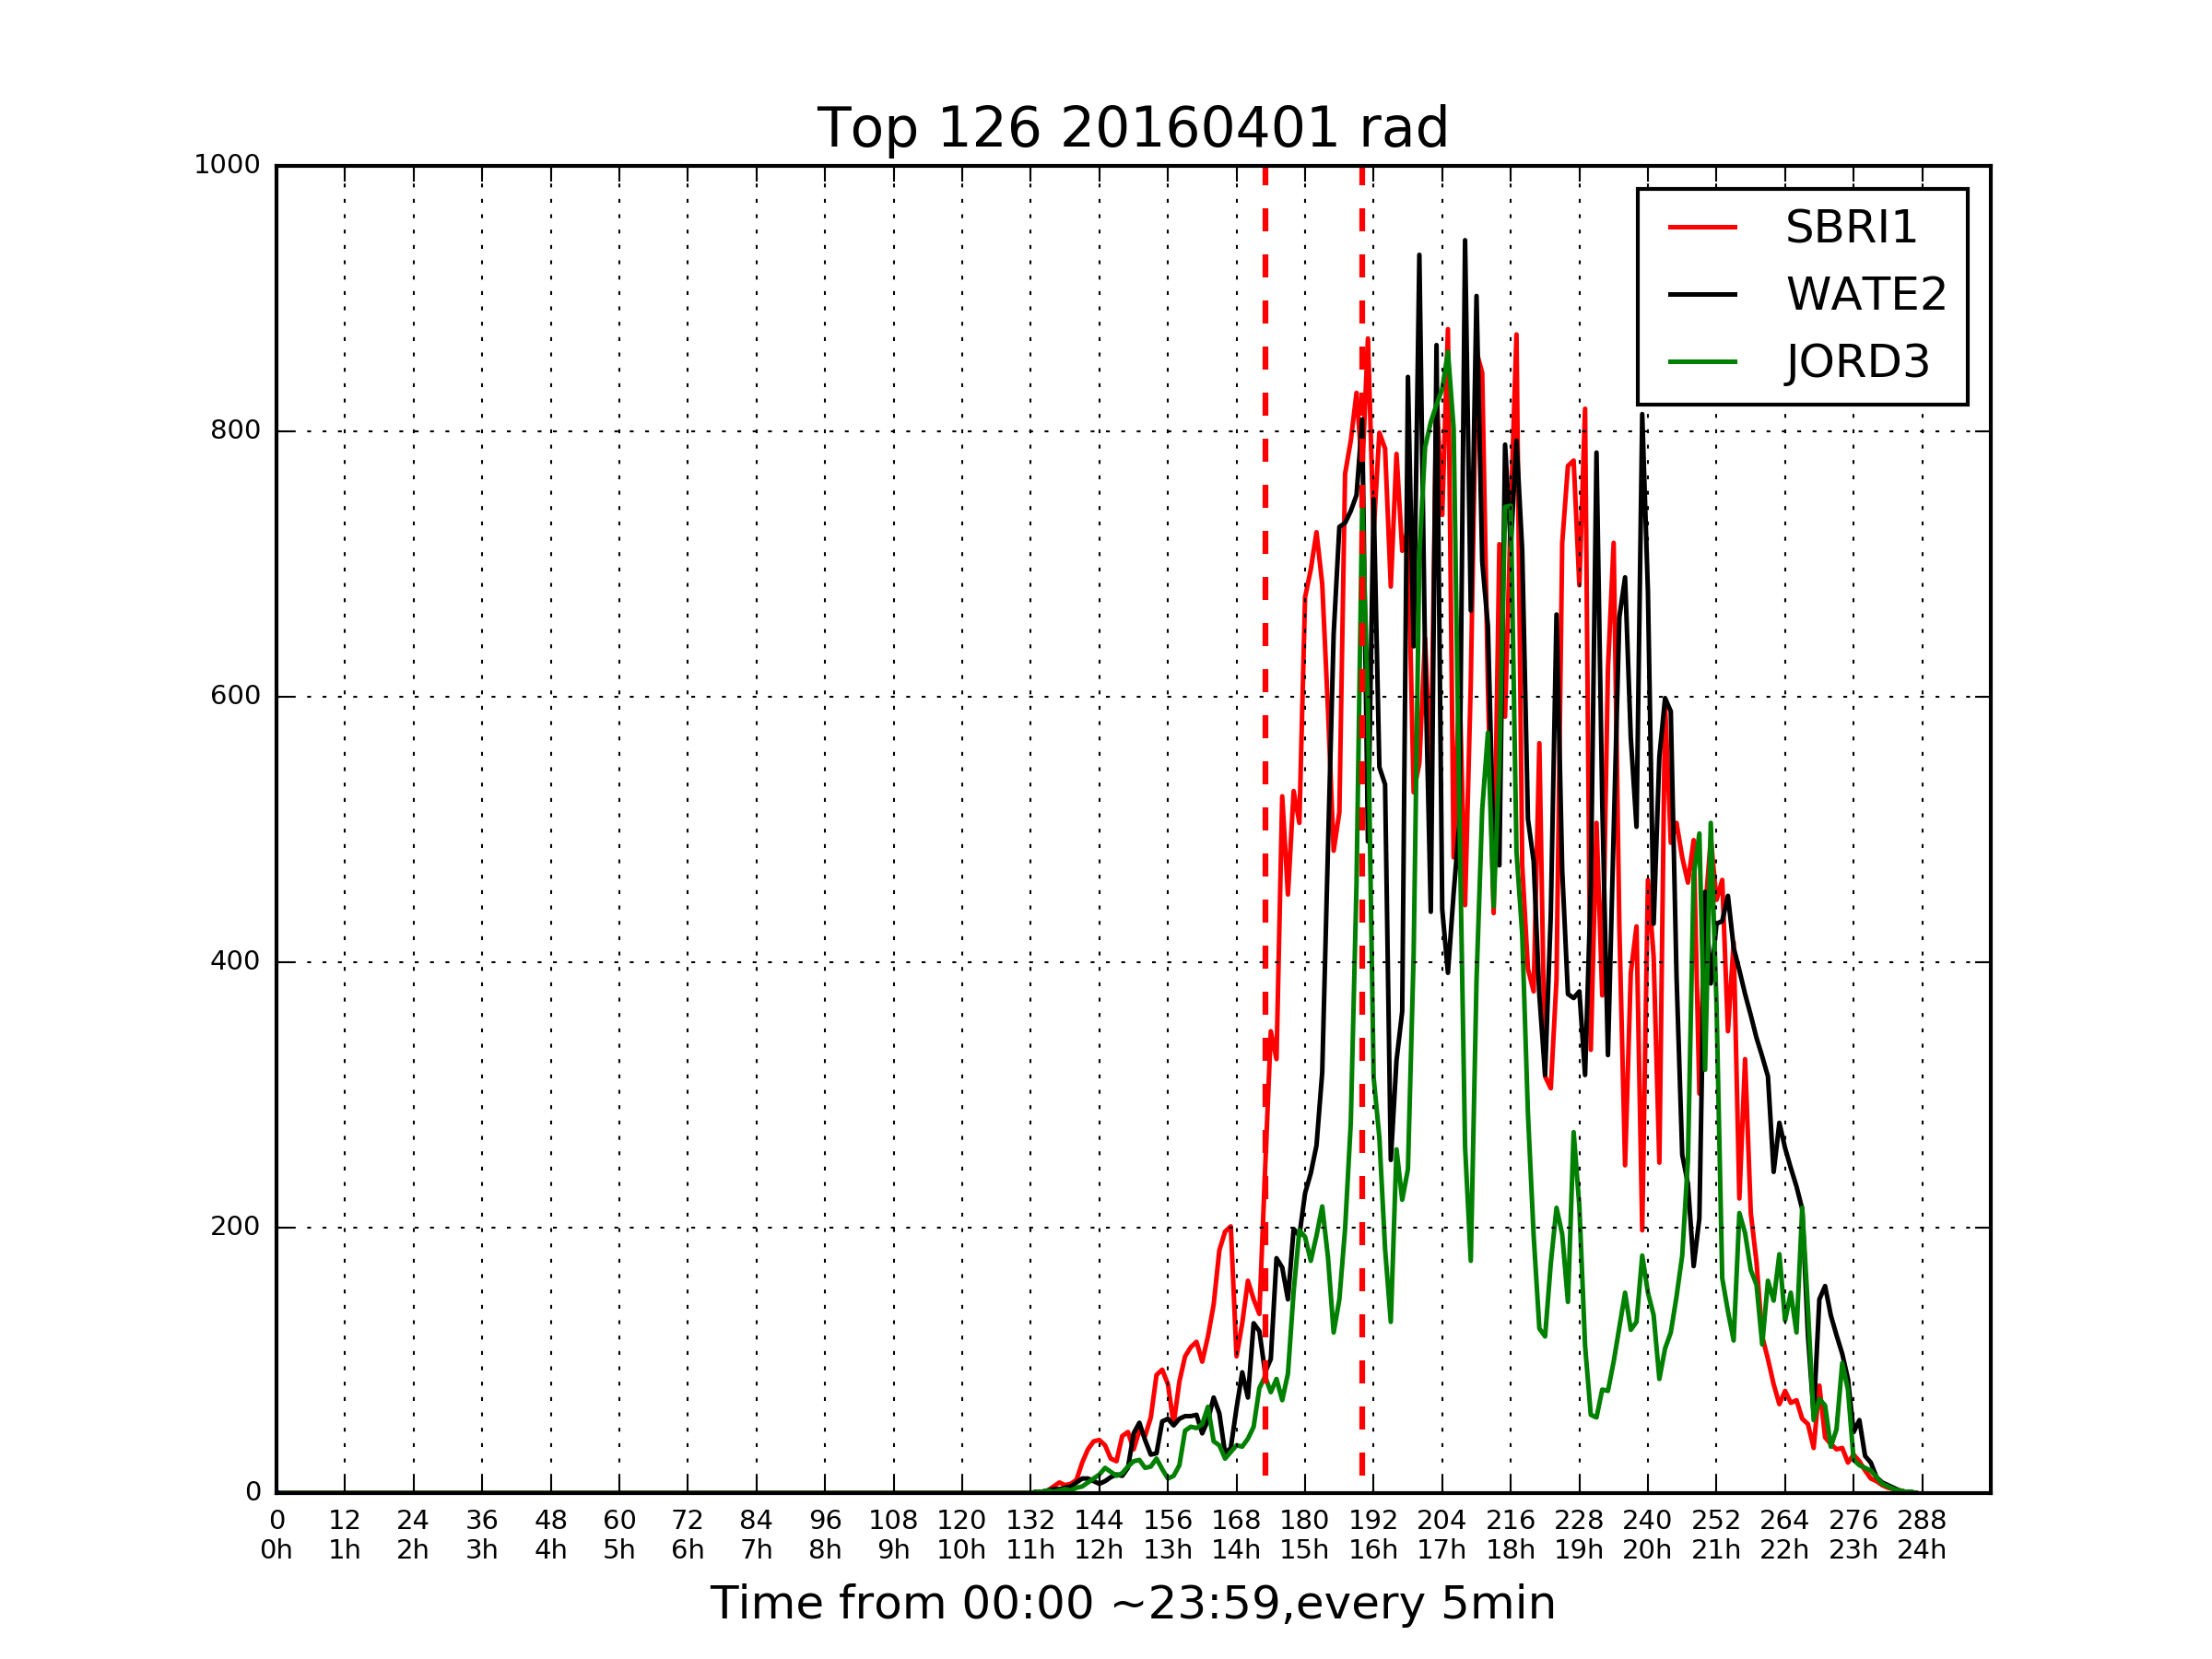 Top 126 20160401 rad
1000
800
600
400
200
0
SBRI1
WATE2
JORD3
0 12 24 36 48 60 72 84 96 108 120 132 144 156 168 180 192 204 216 228 240 252 264 276 288
0h 1h 2h 3h 4h 5h 6h 7h 8h 9h 10h 11h 12h 13h 14h 15h 16h 17h 18h 19h 20h 21h 22h 23h 24h
Time from 00:00 ~23:59,every 5min